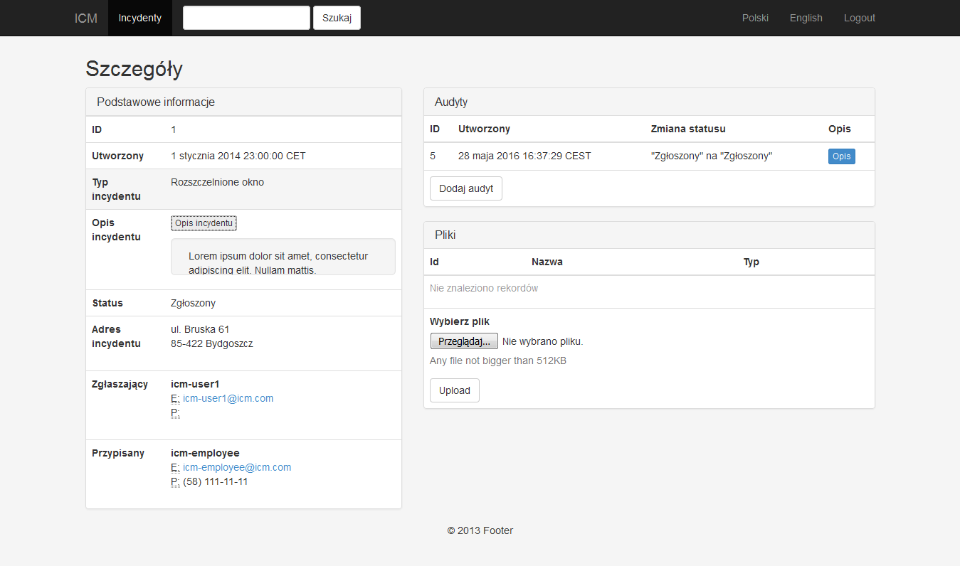 ICM Incydenty Szukaj Polski English Logout
Szczegóły
Podstawowe informacje
ID 1
Utworzony 1 stycznia 2014 23:00:00 CET
Typ incydentu Rozszczelnione okno
Opis incydentu Opis incydentu
Lorem ipsum dolor sit amet, consectetur
adipiscing elit. Nullam mattis.
Status Zgłoszony
Adres incydentu
ul. Bruska 61
85-422 Bydgoszcz
Zgłaszający icm-user1
E: icm-user1@icm.com
P:
Przypisany icm-employee
E: icm-employee@icm.com
P: (58) 111-11-11
Audyty
ID Utworzony Zmiana statusu Opis
5 28 maja 2016 16:37:29 CEST "Zgłoszony" na "Zgłoszony" Opis
Dodaj audyt
Pliki
Id Nazwa Typ
Nie znaleziono rekordów
Wybierz plik
Przeglądaj... Nie wybrano pliku.
Any file not bigger than 512KB
Upload
© 2013 Footer